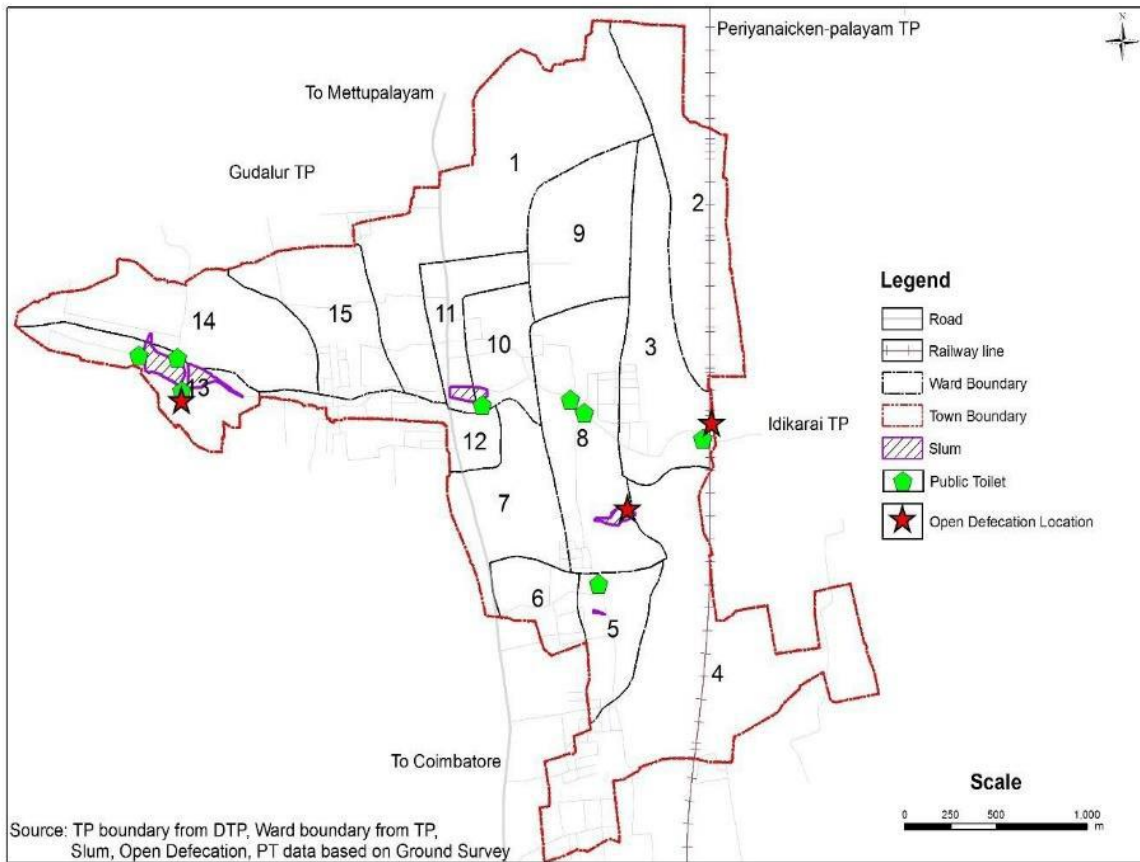 Periyanaicken-palayam TP
N
To Mettupalayam
1
Gudalur TP
2
9
Legend
14
15
11
10
3
Road
Railway line
Ward Boundary
Town Boundary
13
12
8
Idikarai TP
Slum
Public Toilet
Open Defecation Location
7
6
5
4
To Coimbatore
Scale
0 250 500 1,000
m
Source: TP boundary from DTP, Ward boundary from TP,
Slum, Open Defecation, PT data based on Ground Survey